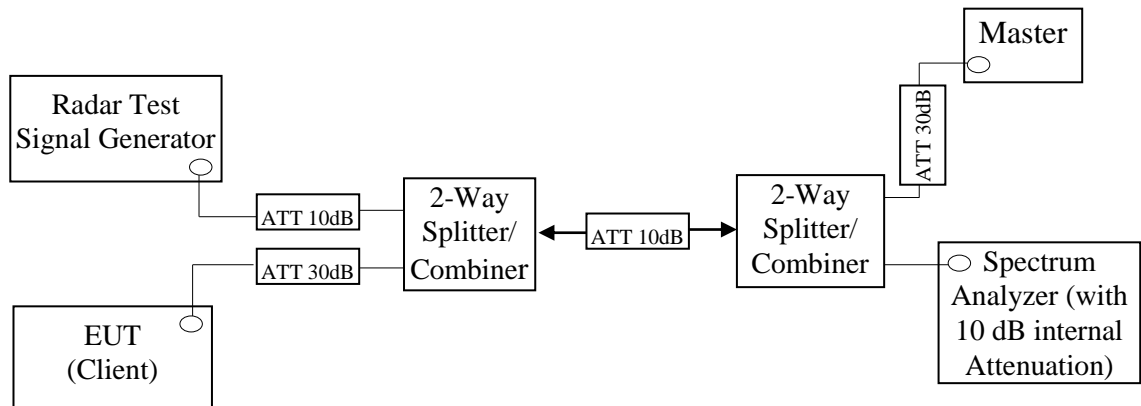 Master
ATT 30dB
Radar Test
Signal Generator
ATT 10dB
ATT 30dB
2-Way
Splitter/
Combiner
ATT 10dB
2-Way
Splitter/
Combiner
EUT
(Client)
Spectrum
Analyzer (with
10 dB internal
Attenuation)